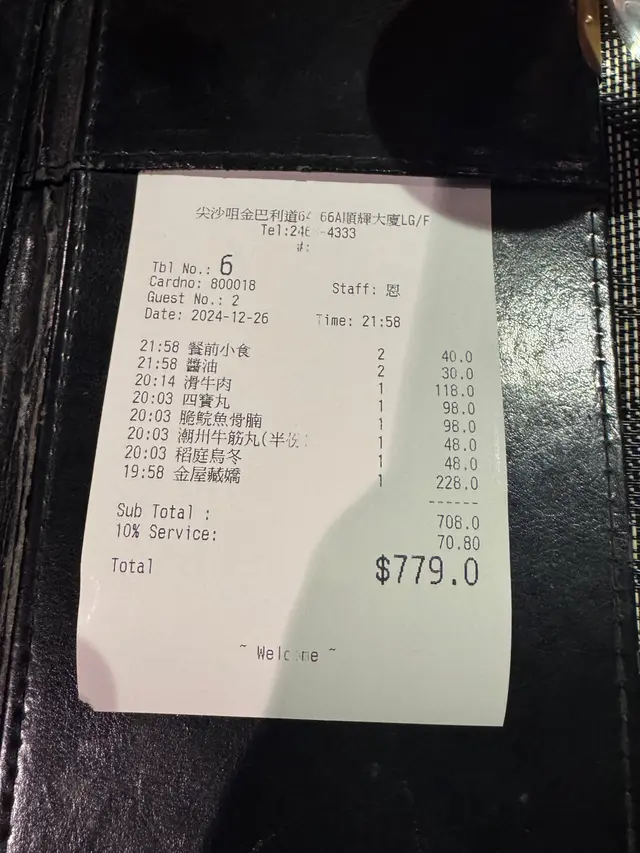 尖沙咀金巴利道64 66A順輝大廈LG/F
Tel:246 -4333
#:
Tbl No.: 6
Cardno: 800018
Staff: 恩
Guest No.: 2
Date: 2024-12-26 Time: 21:58
21:58 餐前小食 2 40.0
21:58 醬油 2 30.0
20:14 滑牛肉 1 118.0
20:03 四寶丸 1 98.0
20:03 脆鯇魚骨腩 1 98.0
20:03 潮州牛筋丸(半 1 48.0
20:03 稻庭烏冬 1 48.0
19:58 金屋藏嬌 1 228.0
------
Sub Total : 708.0
10% Service: 70.80
Total $779.0
~ Welcome ~